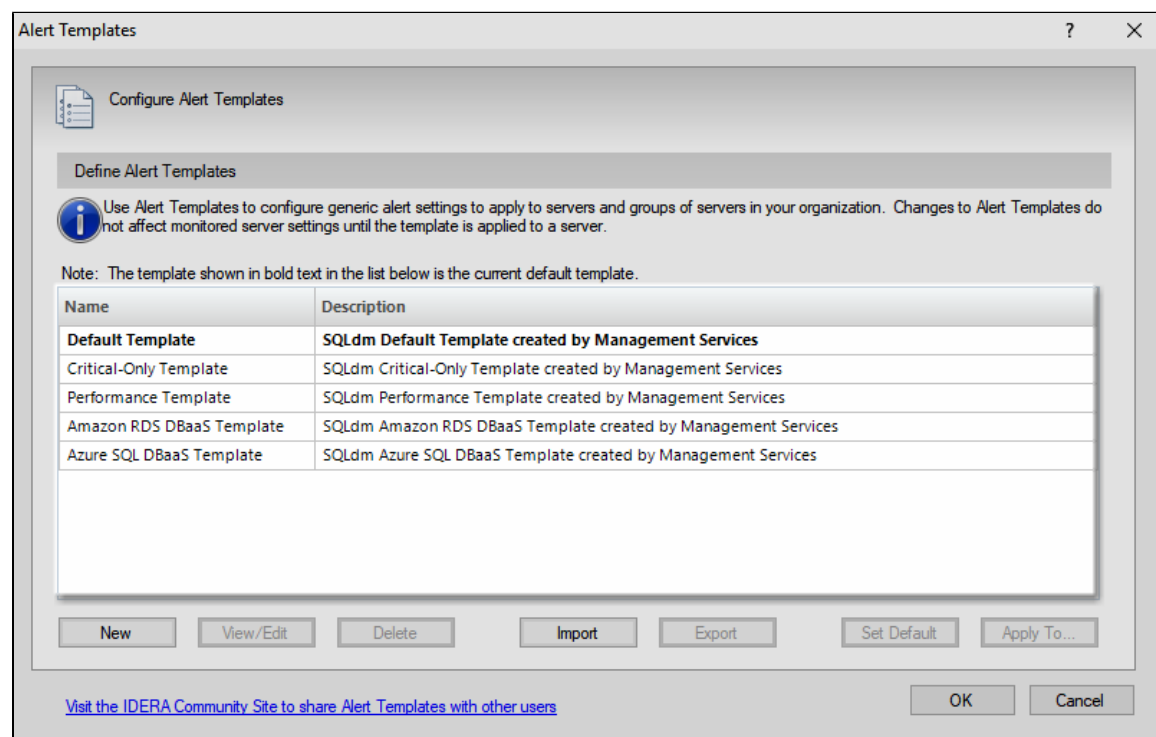 Alert Templates ?
Configure Alert Templates
Define Alert Templates
Use Alert Templates to configure generic alert settings to apply to servers and groups of servers in your organization. Changes to Alert Templates do
not affect monitored server settings until the template is applied to a server.
Note: The template shown in bold text in the list below is the current default template.
Name Description
Default Template SQLdm Default Template created by Management Services
Critical-Only Template SQLdm Critical-Only Template created by Management Services
Performance Template SQLdm Performance Template created by Management Services
Amazon RDS DBaaS Template SQLdm Amazon RDS DBaaS Template created by Management Services
Azure SQL DBaaS Template SQLdm Azure SQL DBaaS Template created by Management Services
New View/Edit Delete Import Export Set Default Apply To...
Visit the IDERA Community Site to share Alert Templates with other users OK Cancel